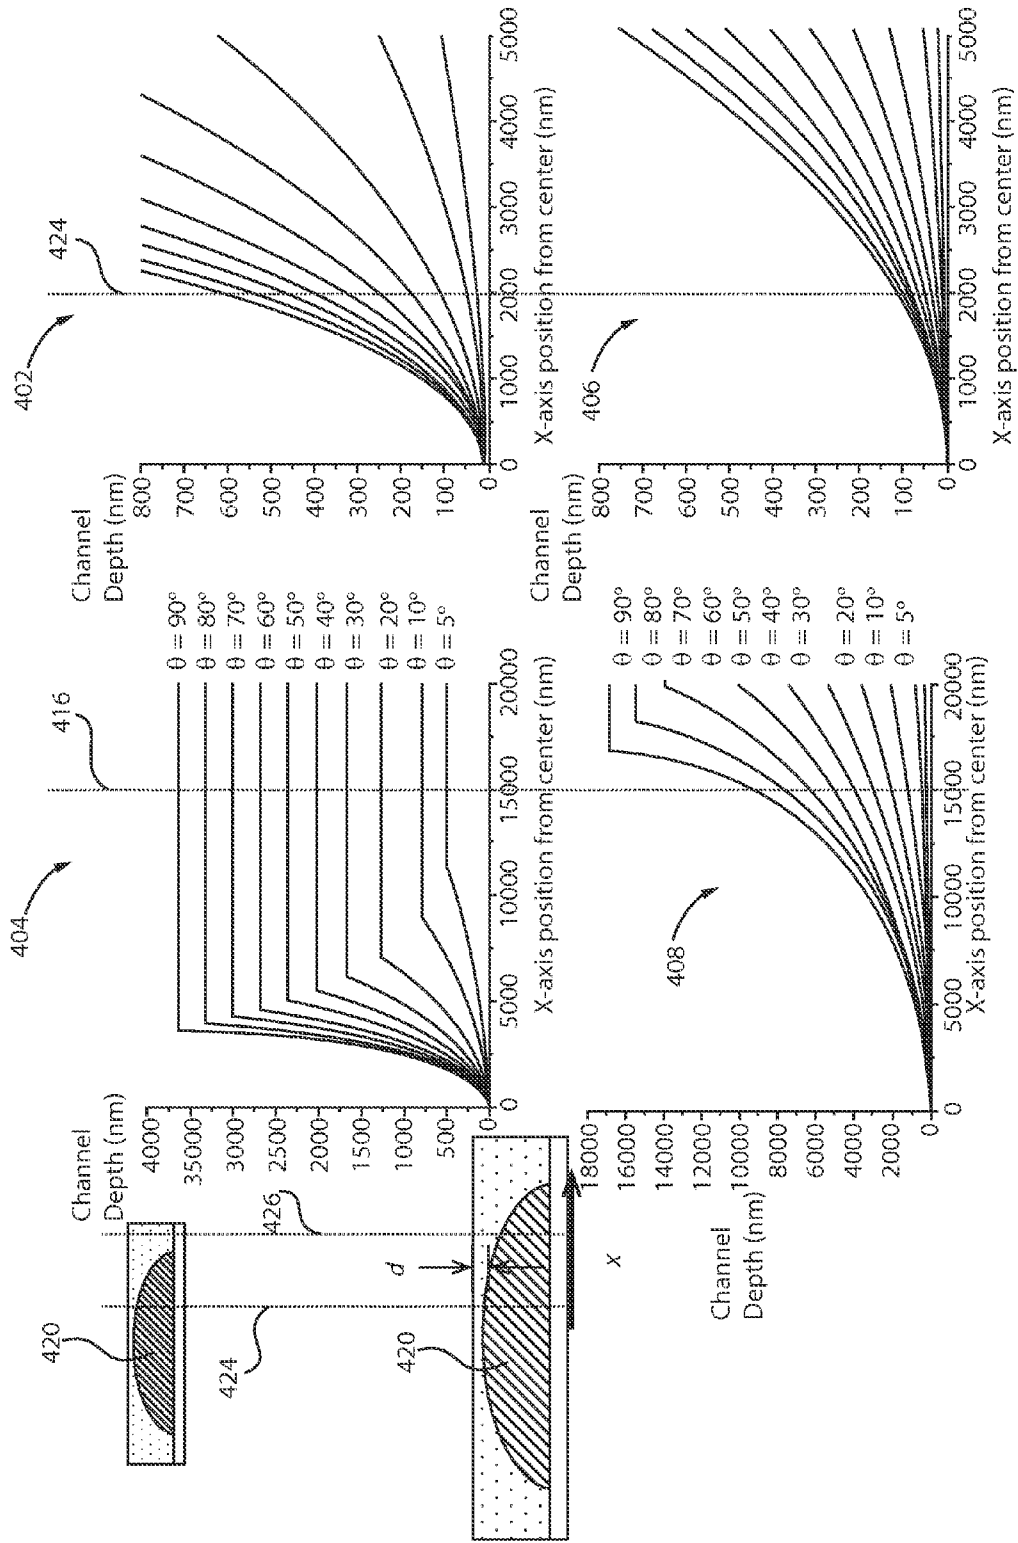 420
424
420
d
x
426
404
416
Channel
Depth (nm)
4000
3500
3000
2500
2000
1500
1000
500
0
0
5000
10000
15000
20000
X-axis position from center (nm)
θ = 90°
θ = 80°
θ = 70°
θ = 60°
θ = 50°
θ = 40°
θ = 30°
θ = 20°
θ = 10°
θ = 5°
402
424
Channel
Depth (nm)
800
700
600
500
400
300
200
100
0
0
1000
2000
3000
4000
5000
X-axis position from center (nm)
408
Channel
Depth (nm)
18000
16000
14000
12000
10000
8000
6000
4000
2000
0
0
5000
10000
15000
20000
X-axis position from center (nm)
θ = 90°
θ = 80°
θ = 70°
θ = 60°
θ = 50°
θ = 40°
θ = 30°
θ = 20°
θ = 10°
θ = 5°
406
Channel
Depth (nm)
800
700
600
500
400
300
200
100
0
0
1000
2000
3000
4000
5000
X-axis position from center (nm)